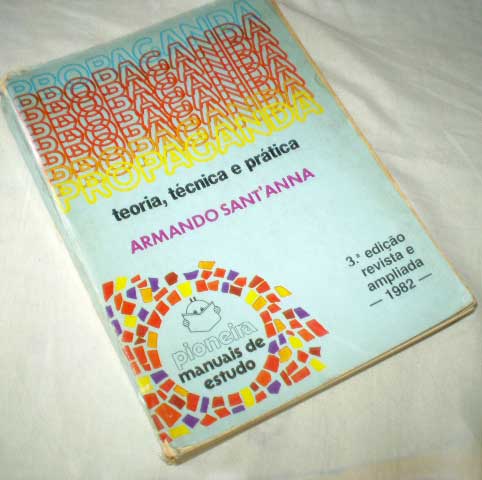 PROPAGANDA
PROPAGANDA
PROPAGANDA
PROPAGANDA
PROPAGANDA
PROPAGANDA
PROPAGANDA
teoria, técnica e prática
ARMANDO SANT'ANNA
3.ª edição
revista e
ampliada
— 1982 —
pioneira
manuais de
estudo